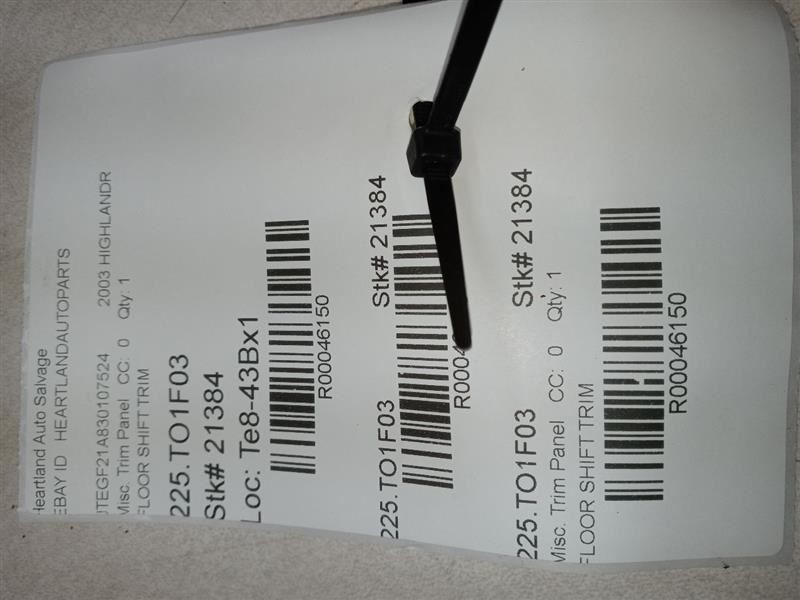 Heartland Auto Salvage
EBAY ID HEARTLANDAUTOPARTS
JTEGF21A830107524 2003 HIGHLANDR
Misc. Trim Panel CC: 0 Qty: 1
FLOOR SHIFT TRIM
225.TO1F03
Stk# 21384
Loc: Te8-43Bx1
R00046150
225.TO1F03 Stk# 21384
R0004
225.TO1F03 Stk# 21384
Misc. Trim Panel CC: 0 Qty: 1
FLOOR SHIFT TRIM
R00046150